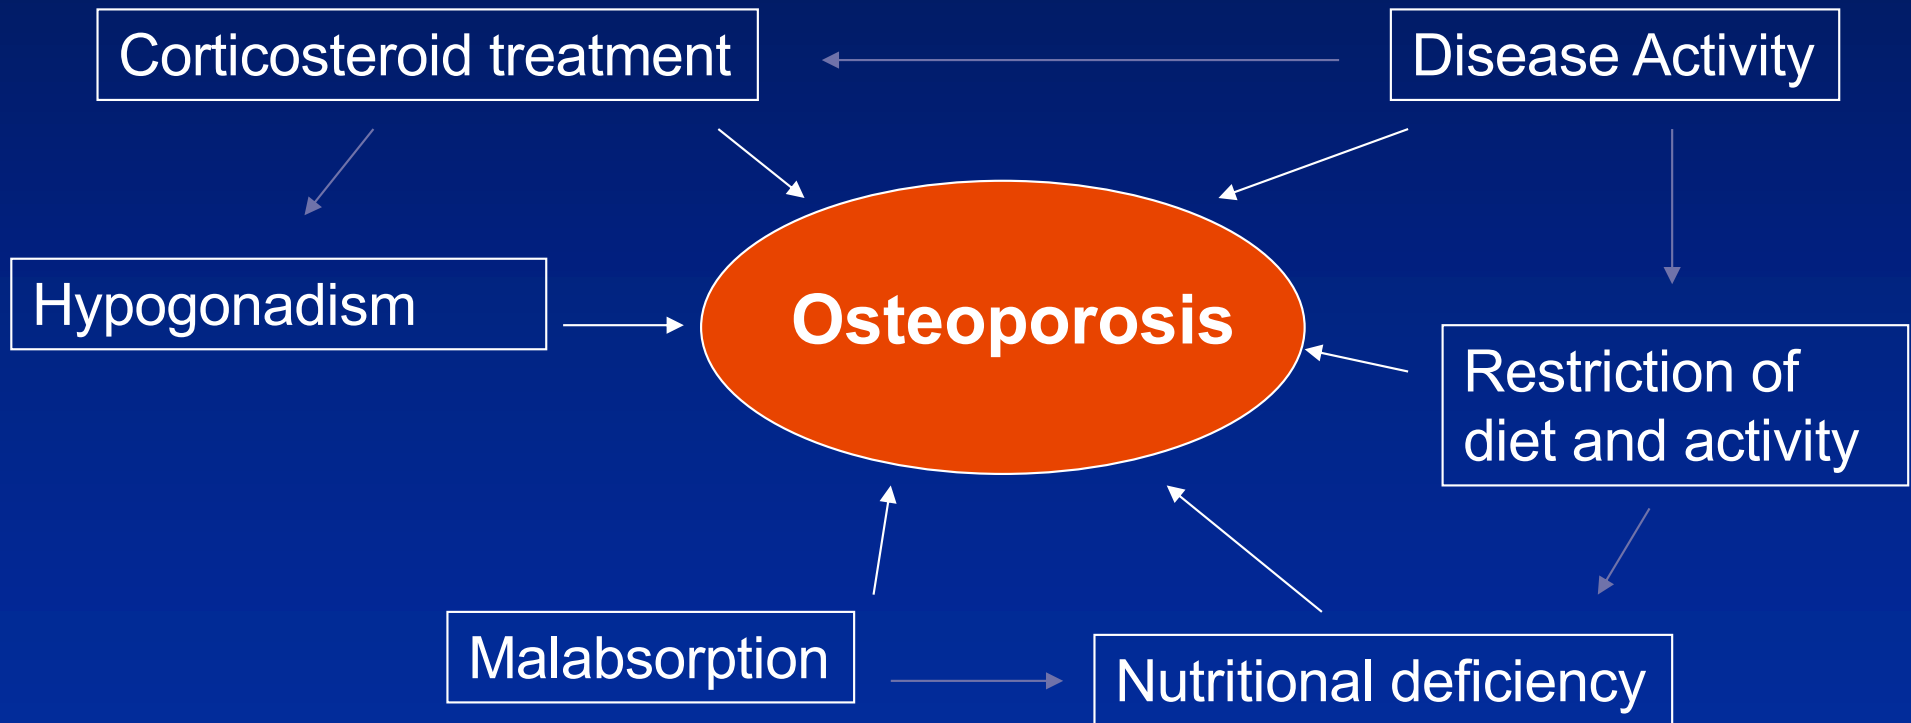 Corticosteroid treatment
Disease Activity
Hypogonadism
Osteoporosis
Restriction of
diet and activity
Malabsorption
Nutritional deficiency